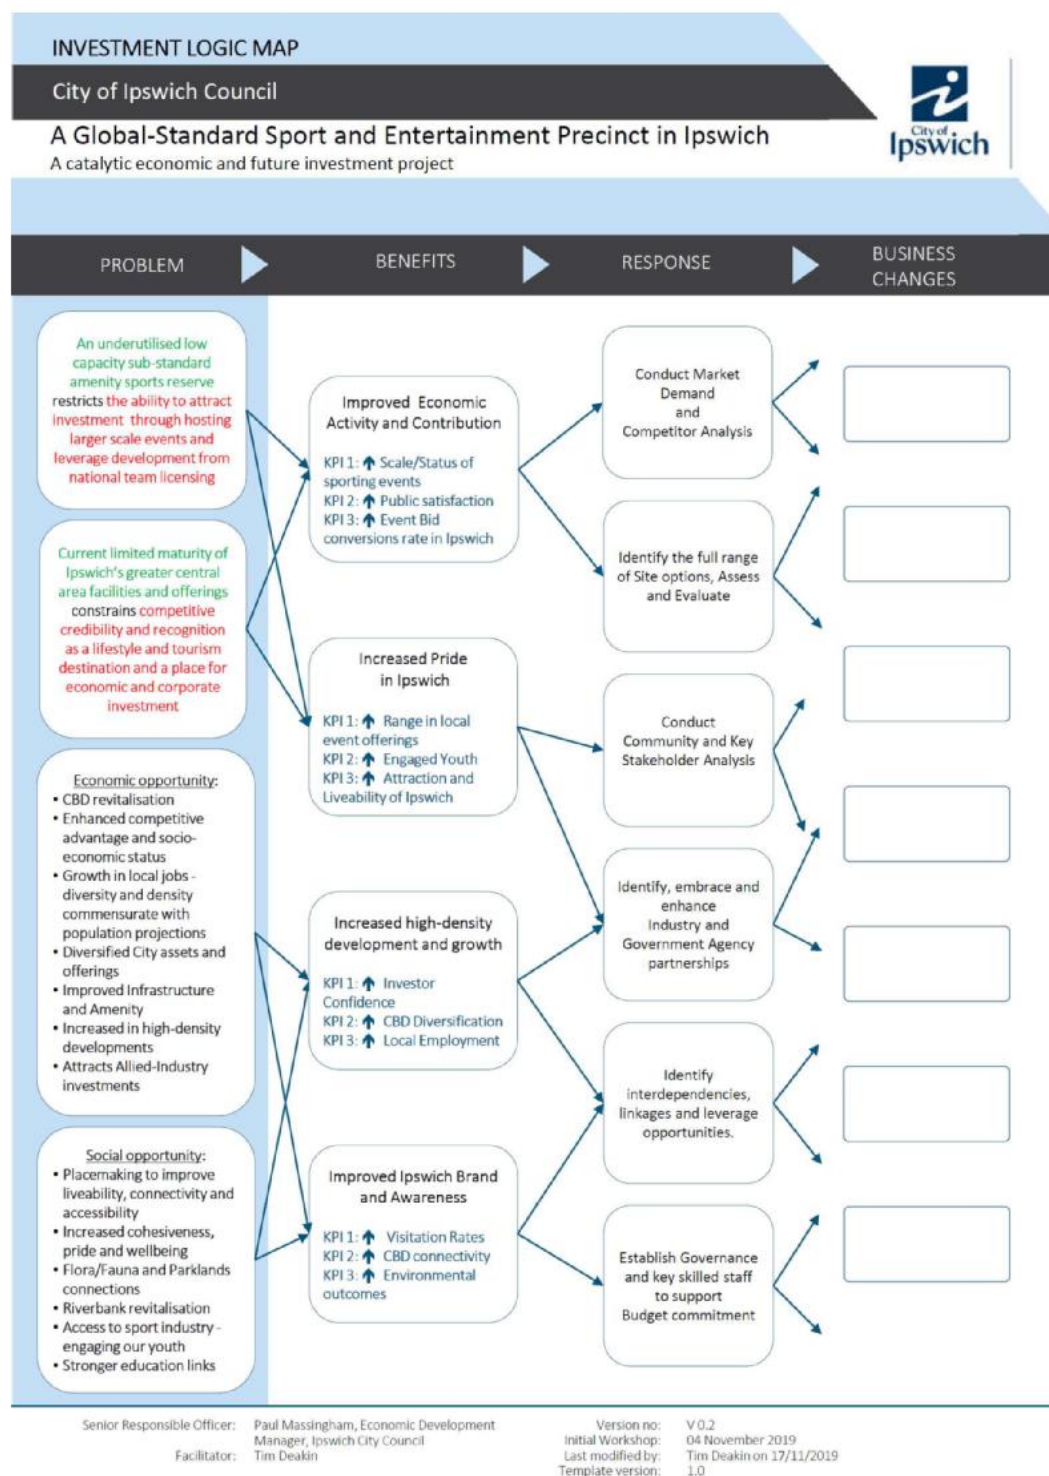 INVESTMENT LOGIC MAP
City of Ipswich Council
A Global-Standard Sport and Entertainment Precinct in Ipswich
A catalytic economic and future investment project
City of
Ipswich
PROBLEM
BENEFITS
RESPONSE
BUSINESS
CHANGES
An underutilised low
capacity sub-standard
amenity sports reserve
restricts the ability to attract
investment through hosting
larger scale events and
leverage development from
national team licensing
Current limited maturity of
Ipswich's greater central
area facilities and offerings
constrains competitive
credibility and recognition
as a lifestyle and tourism
destination and a place for
economic and corporate
investment
Economic opportunity:
• CBD revitalisation
• Enhanced competitive
advantage and socio-
economic status
• Growth in local jobs -
diversity and density
commensurate with
population projections
• Diversified City assets and
offerings
• Improved Infrastructure
and Amenity
• Increased in high-density
developments
• Attracts Allied-Industry
investments
Social opportunity:
• Placemaking to improve
liveability, connectivity and
accessibility
• Increased cohesiveness,
pride and wellbeing
• Flora/Fauna and Parklands
connections
• Riverbank revitalisation
• Access to sport industry -
engaging our youth
• Stronger education links
Improved Economic
Activity and Contribution
KPI 1: ↑ Scale/Status of
sporting events
KPI 2: ↑ Public satisfaction
KPI 3: ↑ Event Bid
conversions rate in Ipswich
Increased Pride
in Ipswich
KPI 1: ↑ Range in local
event offerings
KPI 2: ↑ Engaged Youth
KPI 3: ↑ Attraction and
Liveability of Ipswich
Increased high-density
development and growth
KPI 1: ↑ Investor
Confidence
KPI 2: ↑ CBD Diversification
KPI 3: ↑ Local Employment
Improved Ipswich Brand
and Awareness
KPI 1: ↑ Visitation Rates
KPI 2: ↑ CBD connectivity
KPI 3: ↑ Environmental
outcomes
Conduct Market
Demand
and
Competitor Analysis
Identify the full range
of Site options, Assess
and Evaluate
Conduct
Community and Key
Stakeholder Analysis
Identify, embrace and
enhance
Industry and
Government Agency
partnerships
Identify
interdependencies,
linkages and leverage
opportunities.
Establish Governance
and key skilled staff
to support
Budget commitment
Senior Responsible Officer: Paul Massingham, Economic Development
Manager, Ipswich City Council
Facilitator: Tim Deakin
Version no: V 0.2
Initial Workshop: 04 November 2019
Last modified by: Tim Deakin on 17/11/2019
Template version: 1.0